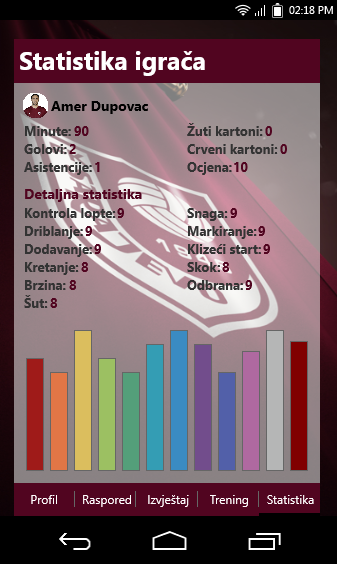 02:18 PM
Statistika igrača
Amer Dupovac
Minute: 90 Žuti kartoni: 0
Golovi: 2 Crveni kartoni: 0
Asistencije: 1 Ocjena: 10
Detaljna statistika
Kontrola lopte: 9 Snaga: 9
Driblanje: 9 Markiranje: 9
Dodavanje: 9 Klizeći start: 9
Kretanje: 8 Skok: 8
Brzina: 8 Odbrana: 9
Šut: 8
Profil Raspored Izvještaj Trening Statistika